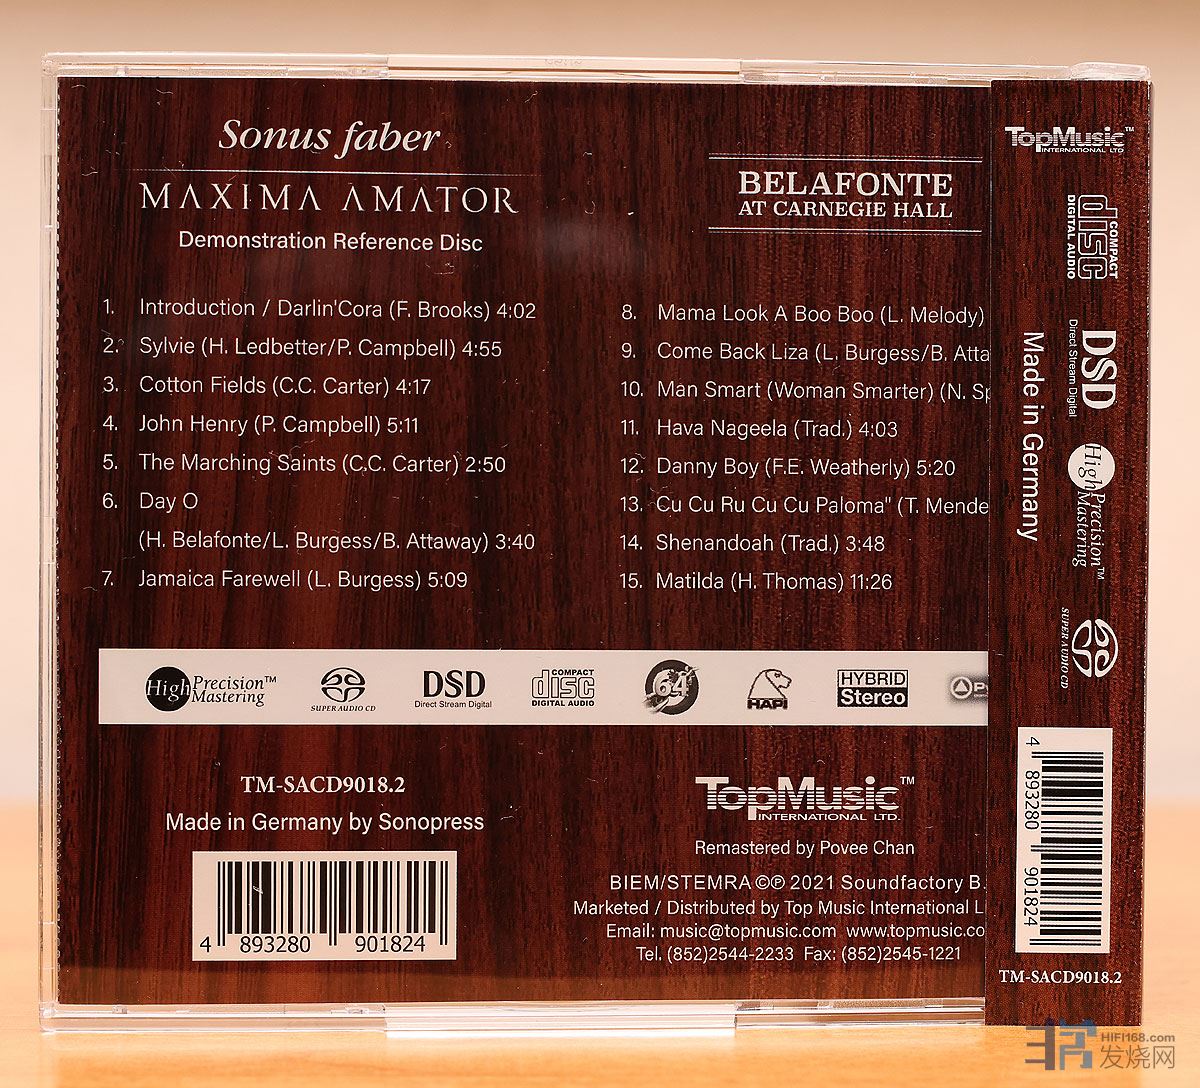 Sonus faber
MAXIMA AMATOR
Demonstration Reference Disc
BELAFONTE
AT CARNEGIE HALL
1. Introduction / Darlin'Cora (F. Brooks) 4:02
2. Sylvie (H. Ledbetter/P. Campbell) 4:55
3. Cotton Fields (C.C. Carter) 4:17
4. John Henry (P. Campbell) 5:11
5. The Marching Saints (C.C. Carter) 2:50
6. Day O
(H. Belafonte/L. Burgess/B. Attaway) 3:40
7. Jamaica Farewell (L. Burgess) 5:09
8. Mama Look A Boo Boo (L. Melody)
9. Come Back Liza (L. Burgess/B. Atta
10. Man Smart (Woman Smarter) (N. Sp
11. Hava Nageela (Trad.) 4:03
12. Danny Boy (F.E. Weatherly) 5:20
13. Cu Cu Ru Cu Cu Paloma" (T. Mende
14. Shenandoah (Trad.) 3:48
15. Matilda (H. Thomas) 11:26
High Precision™
Mastering
SUPER AUDIO CD
DSD
Direct Stream Digital
COMPACT
disc
DIGITAL AUDIO
64
HAPI
HYBRID
Stereo
TM-SACD9018.2
Made in Germany by Sonopress
4 893280 901824
TopMusic™
INTERNATIONAL LTD.
Remastered by Povee Chan
BIEM/STEMRA ©℗ 2021 Soundfactory B.
Marketed / Distributed by Top Music International L
Email: music@topmusic.com www.topmusic.co
Tel. (852)2544-2233 Fax: (852)2545-1221
TopMusic™
INTERNATIONAL LTD
COMPACT
disc
DIGITAL AUDIO
DSD
Direct Stream Digital
Made in Germany
High Precision™
Mastering
SUPER AUDIO CD
4 893280 901824
TM-SACD9018.2
HIFI168.com
发烧网